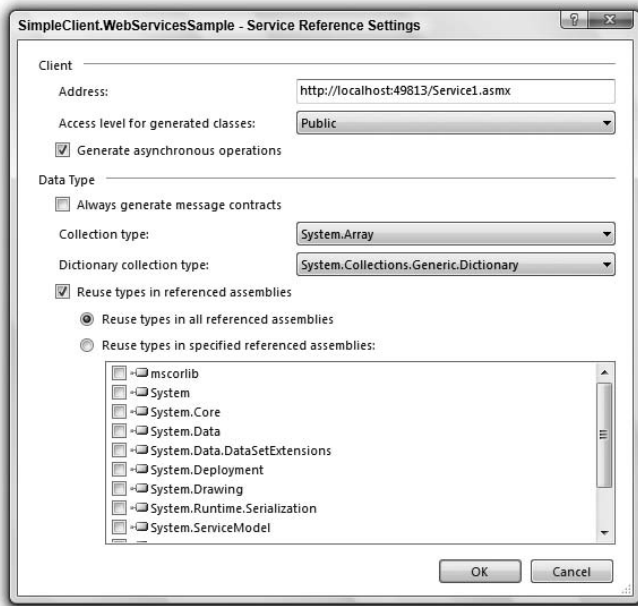 SimpleClient.WebServicesSample - Service Reference Settings
Client
Address: http://localhost:49813/Service1.asmx
Access level for generated classes: Public
Generate asynchronous operations
Data Type
Always generate message contracts
Collection type: System.Array
Dictionary collection type: System.Collections.Generic.Dictionary
Reuse types in referenced assemblies
Reuse types in all referenced assemblies
Reuse types in specified referenced assemblies:
mscorlib
System
System.Core
System.Data
System.Data.DataSetExtensions
System.Deployment
System.Drawing
System.Runtime.Serialization
System.ServiceModel
OK Cancel